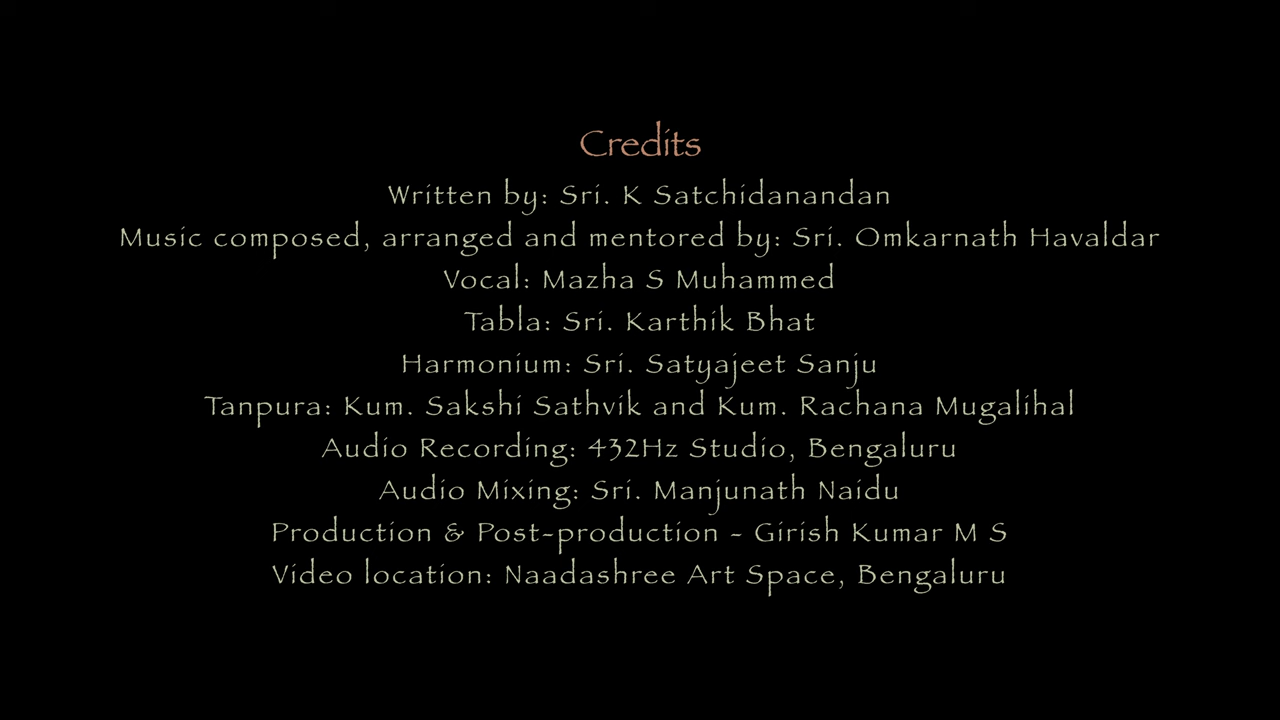 Credits
Written by: Sri. K Satchidanandan
Music composed, arranged and mentored by: Sri. Omkarnath Havaldar
Vocal: Mazha S Muhammed
Tabla: Sri. Karthik Bhat
Harmonium: Sri. Satyajeet Sanju
Tanpura: Kum. Sakshi Sathvik and Kum. Rachana Mugalihal
Audio Recording: 432Hz Studio, Bengaluru
Audio Mixing: Sri. Manjunath Naidu
Production & Post-production - Girish Kumar M S
Video location: Naadashree Art Space, Bengaluru